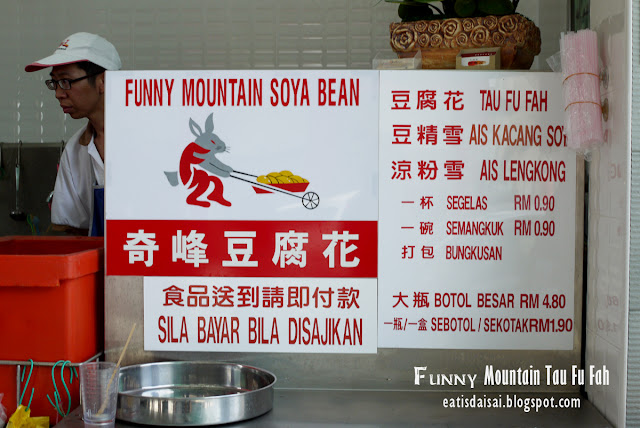 FUNNY MOUNTAIN SOYA BEAN
奇峰豆腐花
食品送到請即付款
SILA BAYAR BILA DISAJIKAN
豆腐花 TAU FU FAH
豆精雪 AIS KACANG SOY
涼粉雪 AIS LENGKONG
一杯 SEGELAS RM 0.90
一碗 SEMANGKUK RM 0.90
打包 BUNGKUSAN
大瓶 BOTOL BESAR RM 4.80
一瓶/一盒 SEBOTOL / SEKOTAK RM1.90
Funny Mountain Tau Fu Fah
eatisdaisai.blogspot.com